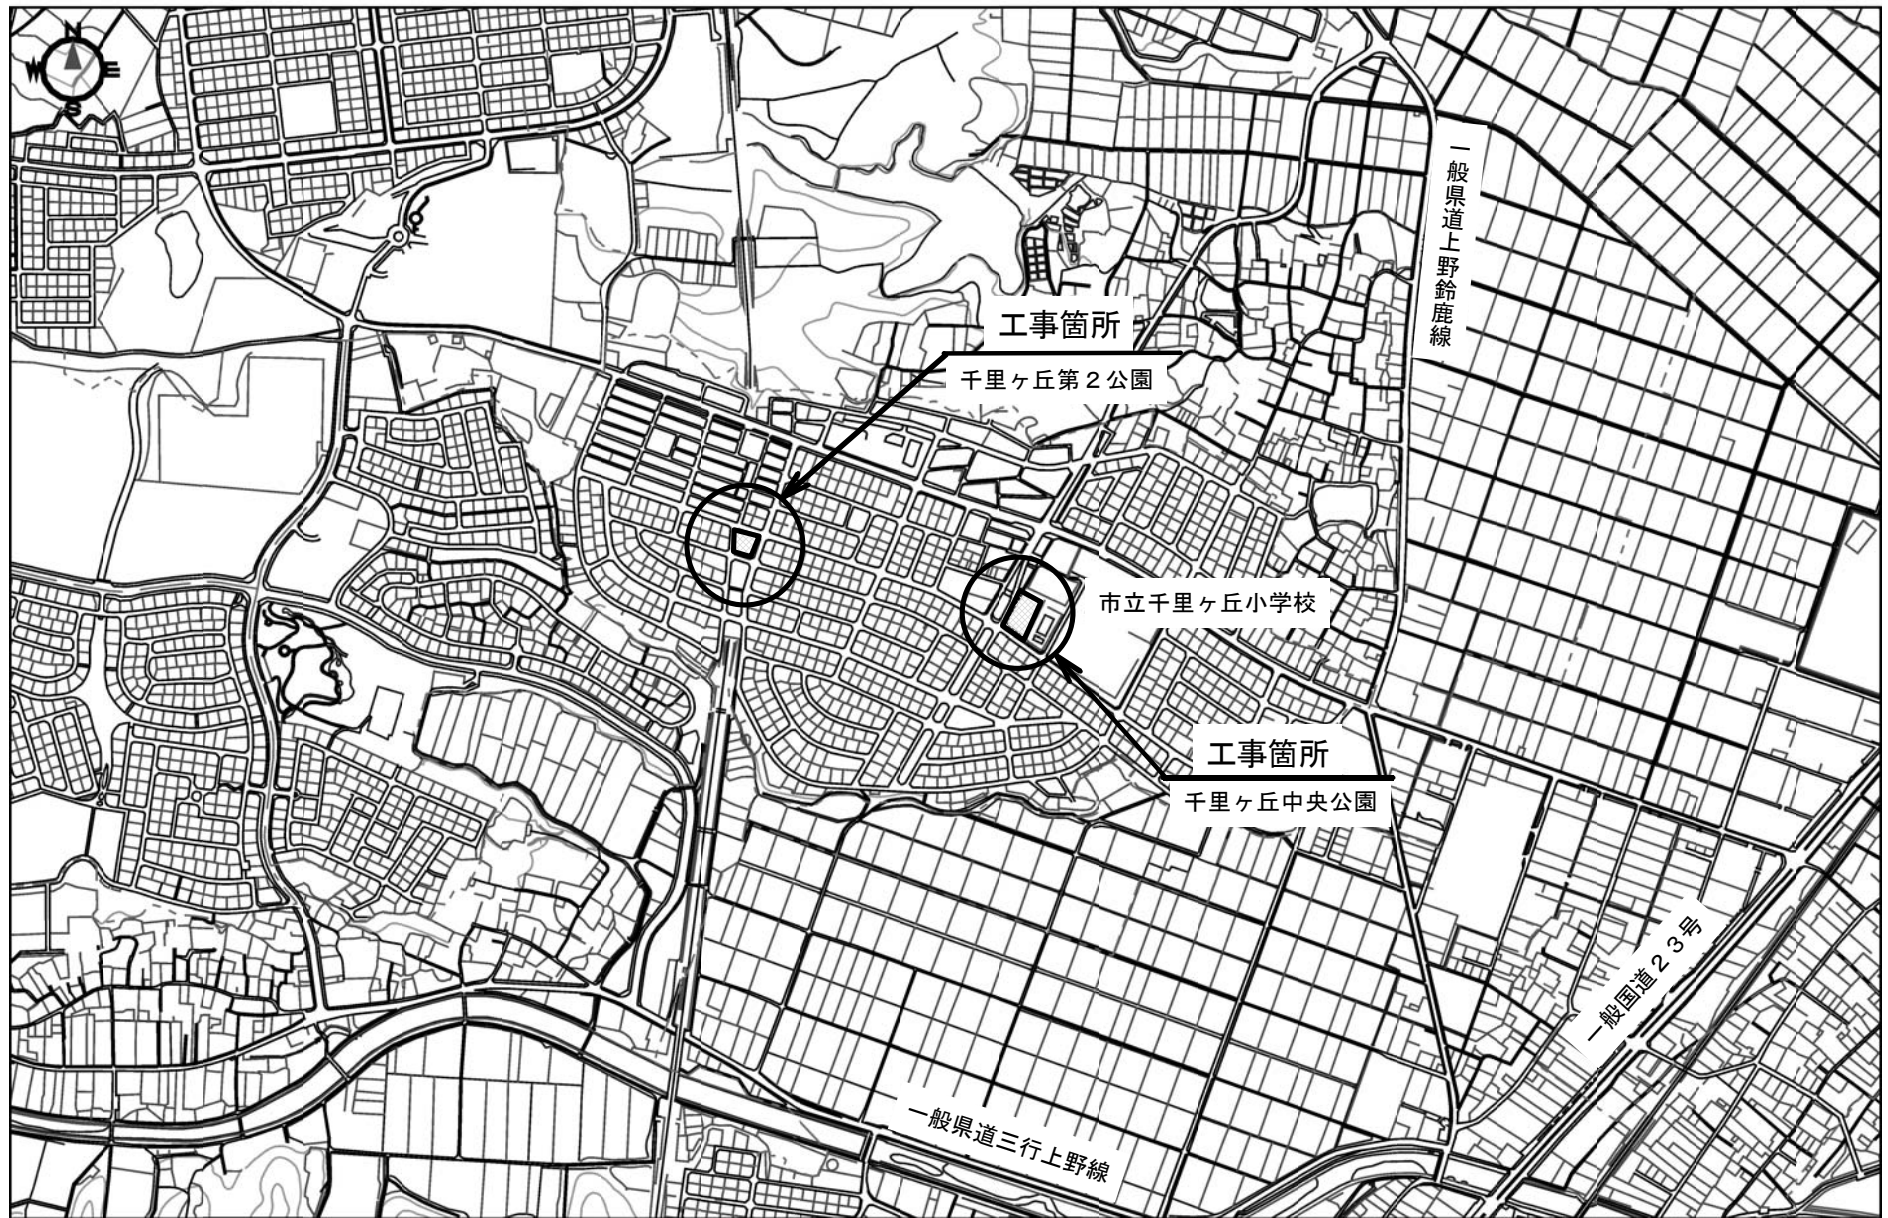 N
W
E
S
一般県道上野鈴鹿線
工事箇所
千里ヶ丘第２公園
市立千里ヶ丘小学校
工事箇所
千里ヶ丘中央公園
一般国道２３号
一般県道三行上野線